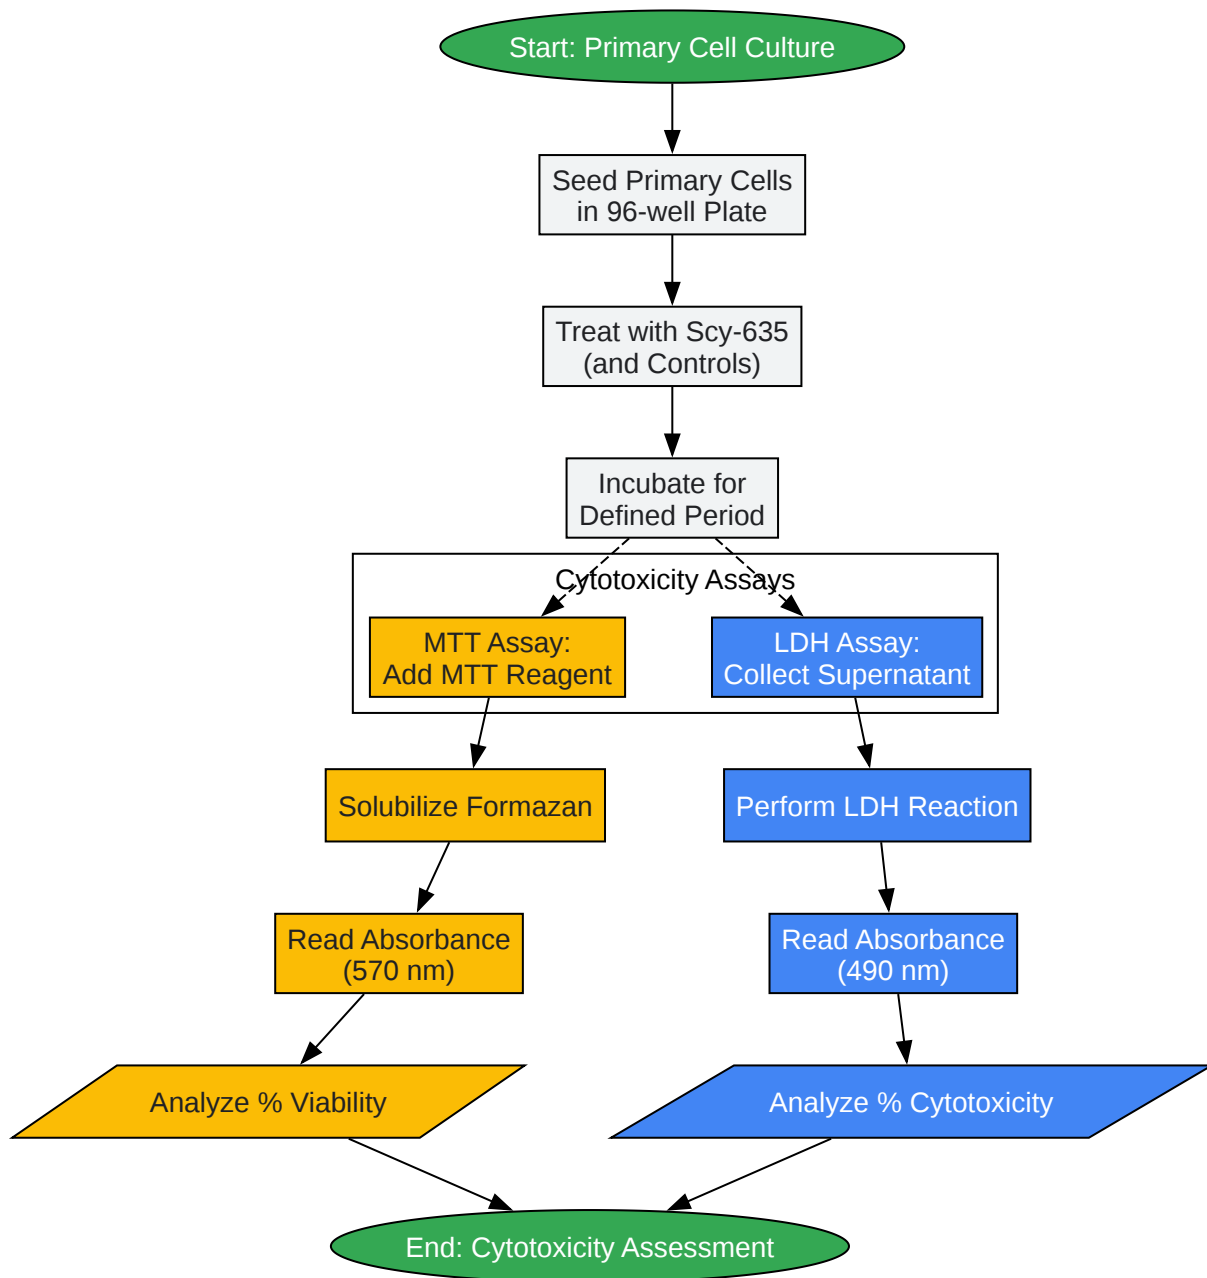 Start: Primary Cell Culture
Seed Primary Cells
in 96-well Plate
Treat with Scy-635
(and Controls)
Incubate for
Defined Period
Cytotoxicity Assays
MTT Assay:
Add MTT Reagent
LDH Assay:
Collect Supernatant
Solubilize Formazan
Perform LDH Reaction
Read Absorbance
(570 nm)
Read Absorbance
(490 nm)
Analyze % Viability
Analyze % Cytotoxicity
End: Cytotoxicity Assessment